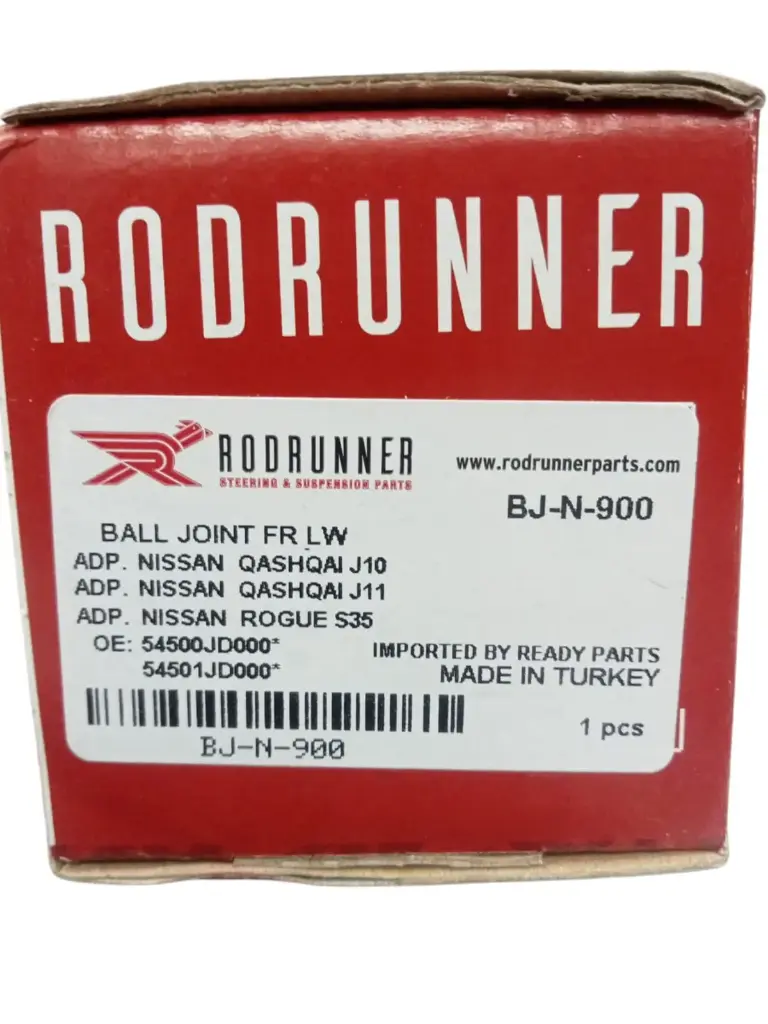 RODRUNNER
RODRUNNER
STEERING & SUSPENSION PARTS
www.rodrunnerparts.com
BJ-N-900
BALL JOINT FR LW
ADP. NISSAN QASHQAI J10
ADP. NISSAN QASHQAI J11
ADP. NISSAN ROGUE S35
OE: 54500JD000*
54501JD000*
IMPORTED BY READY PARTS
MADE IN TURKEY
1 pcs
BJ-N-900